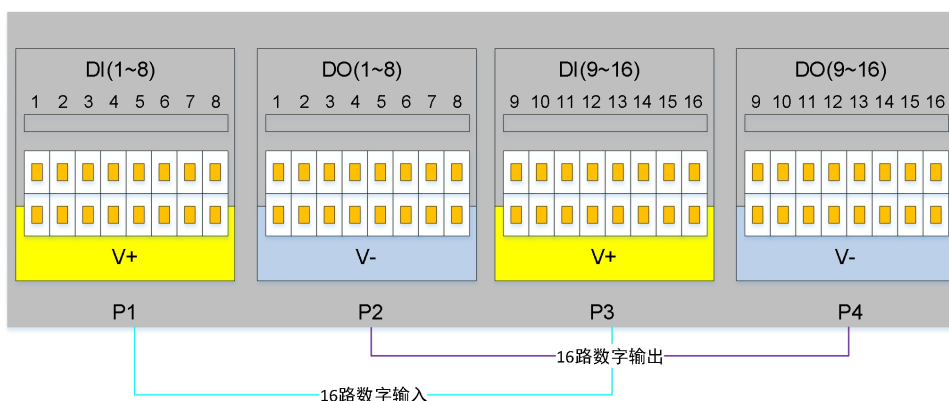 DI(1~8) DO(1~8) DI(9~16) DO(9~16)
1 2 3 4 5 6 7 8 1 2 3 4 5 6 7 8 9 10 11 12 13 14 15 16 9 10 11 12 13 14 15 16
V+ V- V+ V-
P1 P2 P3 P4
16路数字输出
16路数字输入